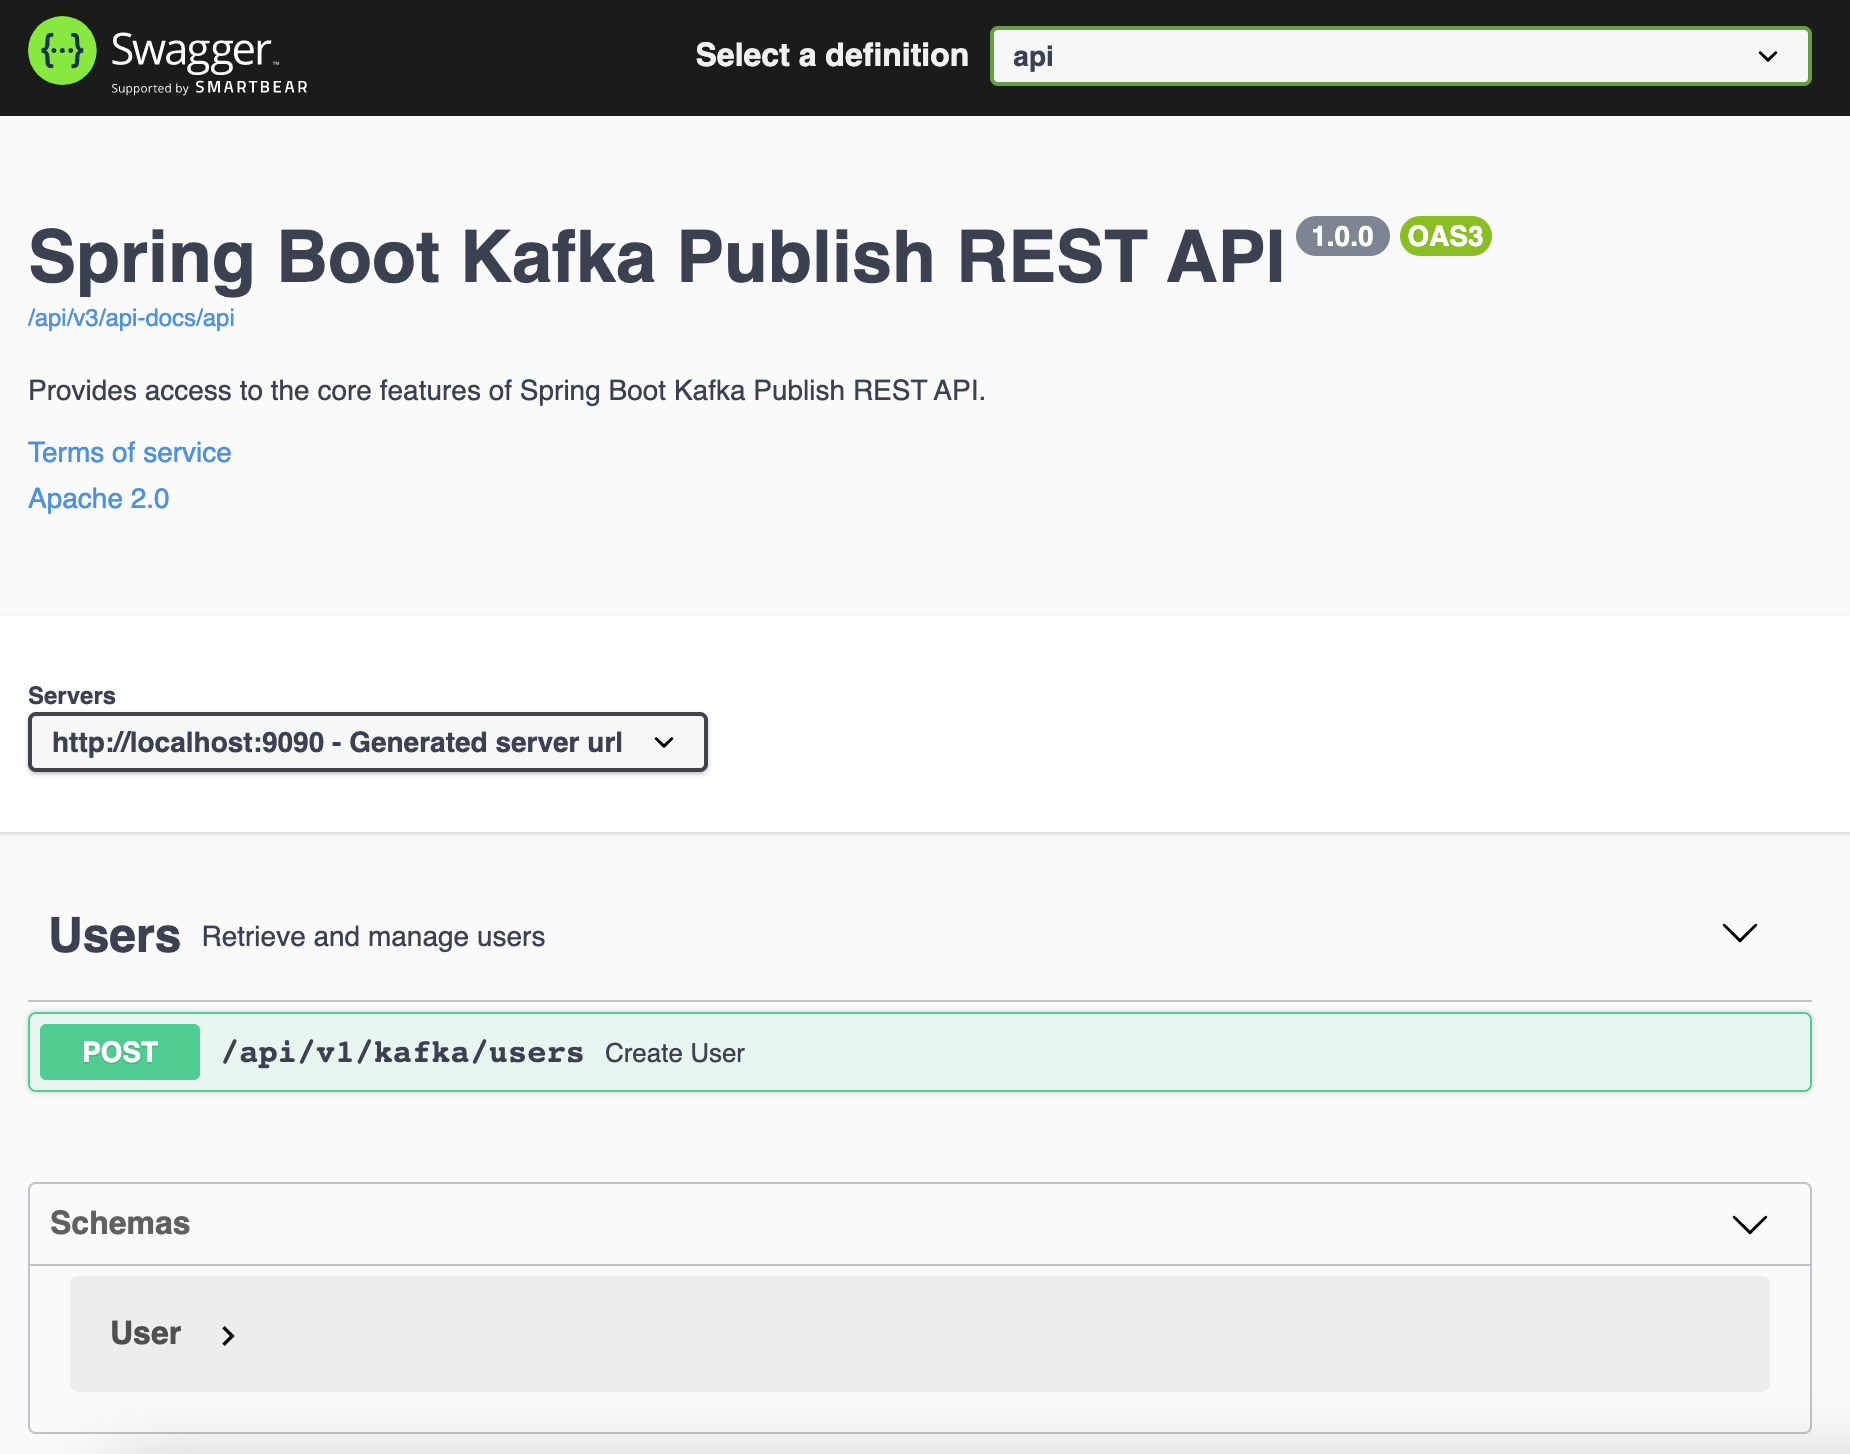 {...} Swagger™
Supported by SMARTBEAR
Select a definition
api
Spring Boot Kafka Publish REST API 1.0.0 OAS3
/api/v3/api-docs/api
Provides access to the core features of Spring Boot Kafka Publish REST API.
Terms of service
Apache 2.0
Servers
http://localhost:9090 - Generated server url
Users Retrieve and manage users
POST /api/v1/kafka/users Create User
Schemas
User